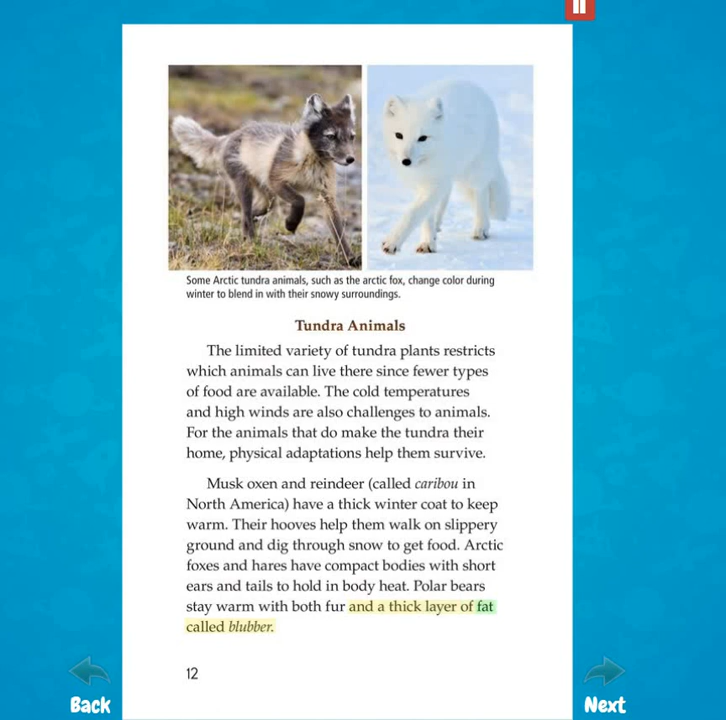 Some Arctic tundra animals, such as the arctic fox, change color during
winter to blend in with their snowy surroundings.
Tundra Animals
The limited variety of tundra plants restricts
which animals can live there since fewer types
of food are available. The cold temperatures
and high winds are also challenges to animals.
For the animals that do make the tundra their
home, physical adaptations help them survive.
Musk oxen and reindeer (called caribou in
North America) have a thick winter coat to keep
warm. Their hooves help them walk on slippery
ground and dig through snow to get food. Arctic
foxes and hares have compact bodies with short
ears and tails to hold in body heat. Polar bears
stay warm with both fur and a thick layer of fat
called blubber.
12
Back
Next